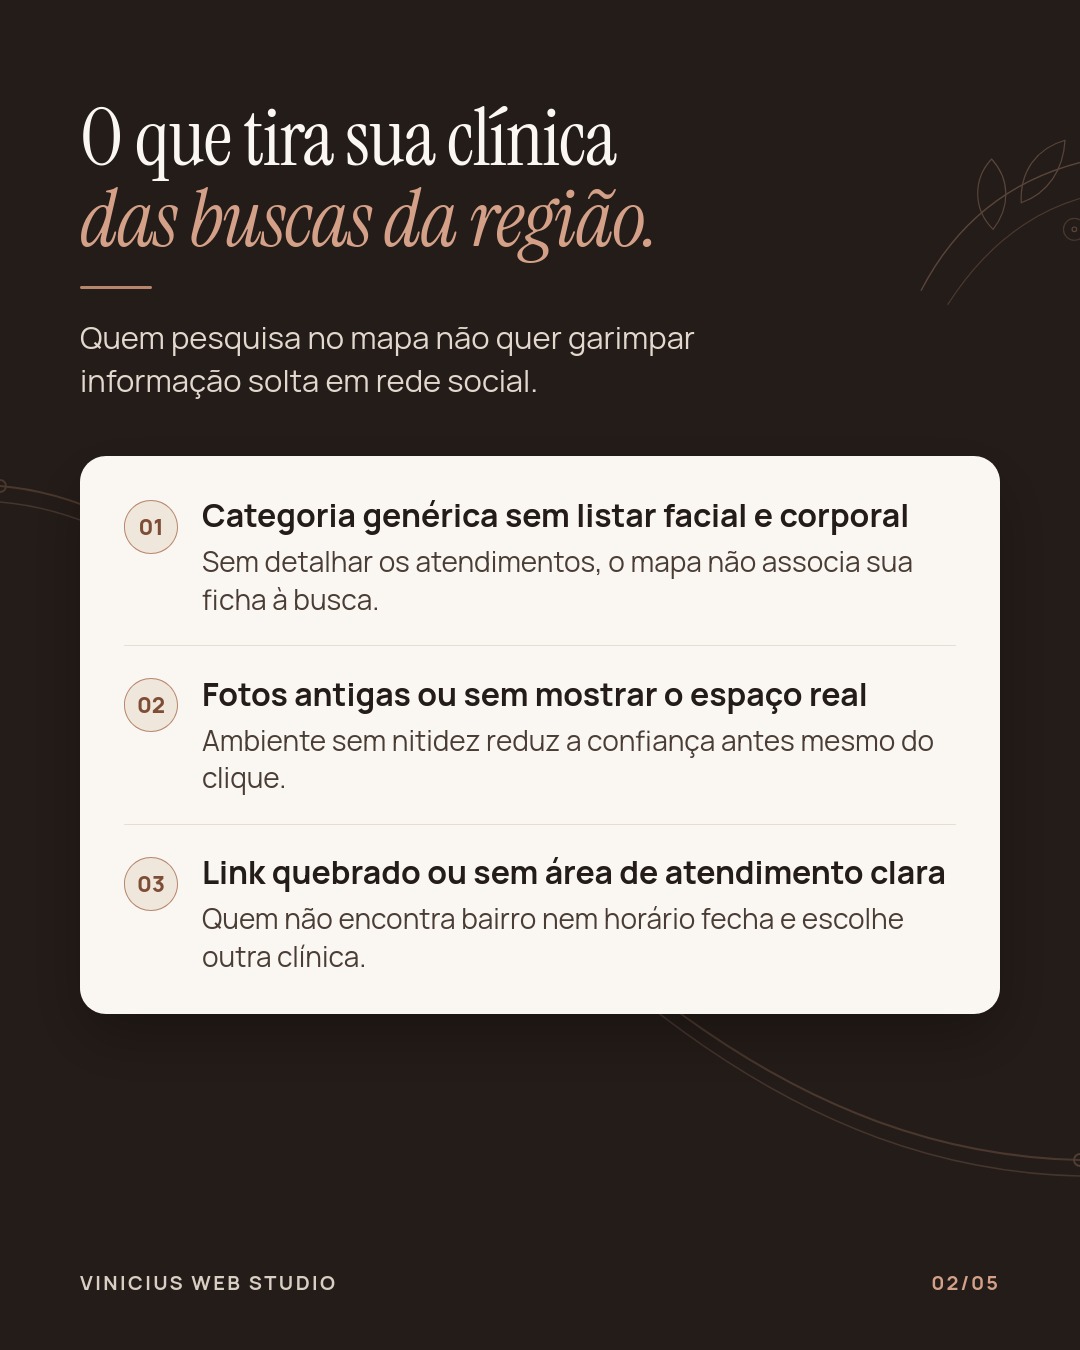 O que tira sua clínica
das buscas da região.
Quem pesquisa no mapa não quer garimpar
informação solta em rede social.
01
Categoria genérica sem listar facial e corporal
Sem detalhar os atendimentos, o mapa não associa sua
ficha à busca.
02
Fotos antigas ou sem mostrar o espaço real
Ambiente sem nitidez reduz a confiança antes mesmo do
clique.
03
Link quebrado ou sem área de atendimento clara
Quem não encontra bairro nem horário fecha e escolhe
outra clínica.
VINICIUS WEB STUDIO
02/05